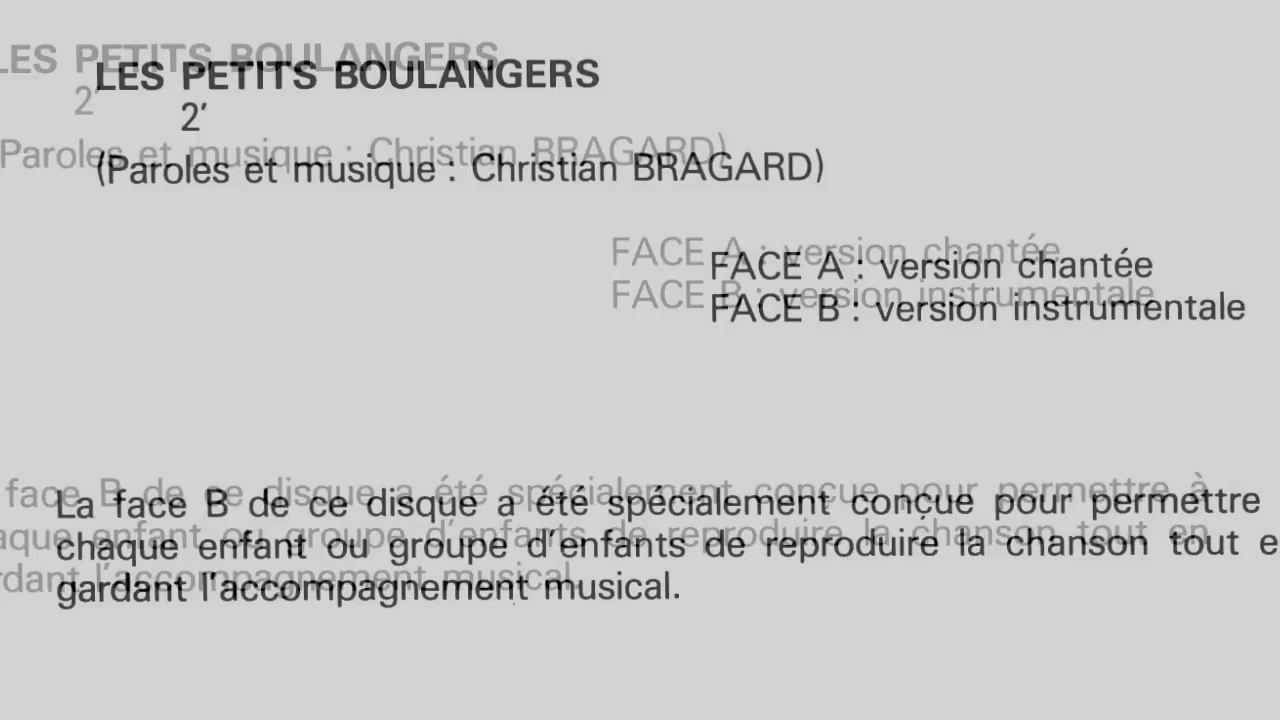 LES PETITS BOULANGERS
2′
(Paroles et musique : Christian BRAGARD)
FACE A : version chantée
FACE B : version instrumentale
La face B de ce disque a été spécialement conçue pour permettre à
chaque enfant ou groupe d’enfants de reproduire la chanson tout en
gardant l’accompagnement musical.